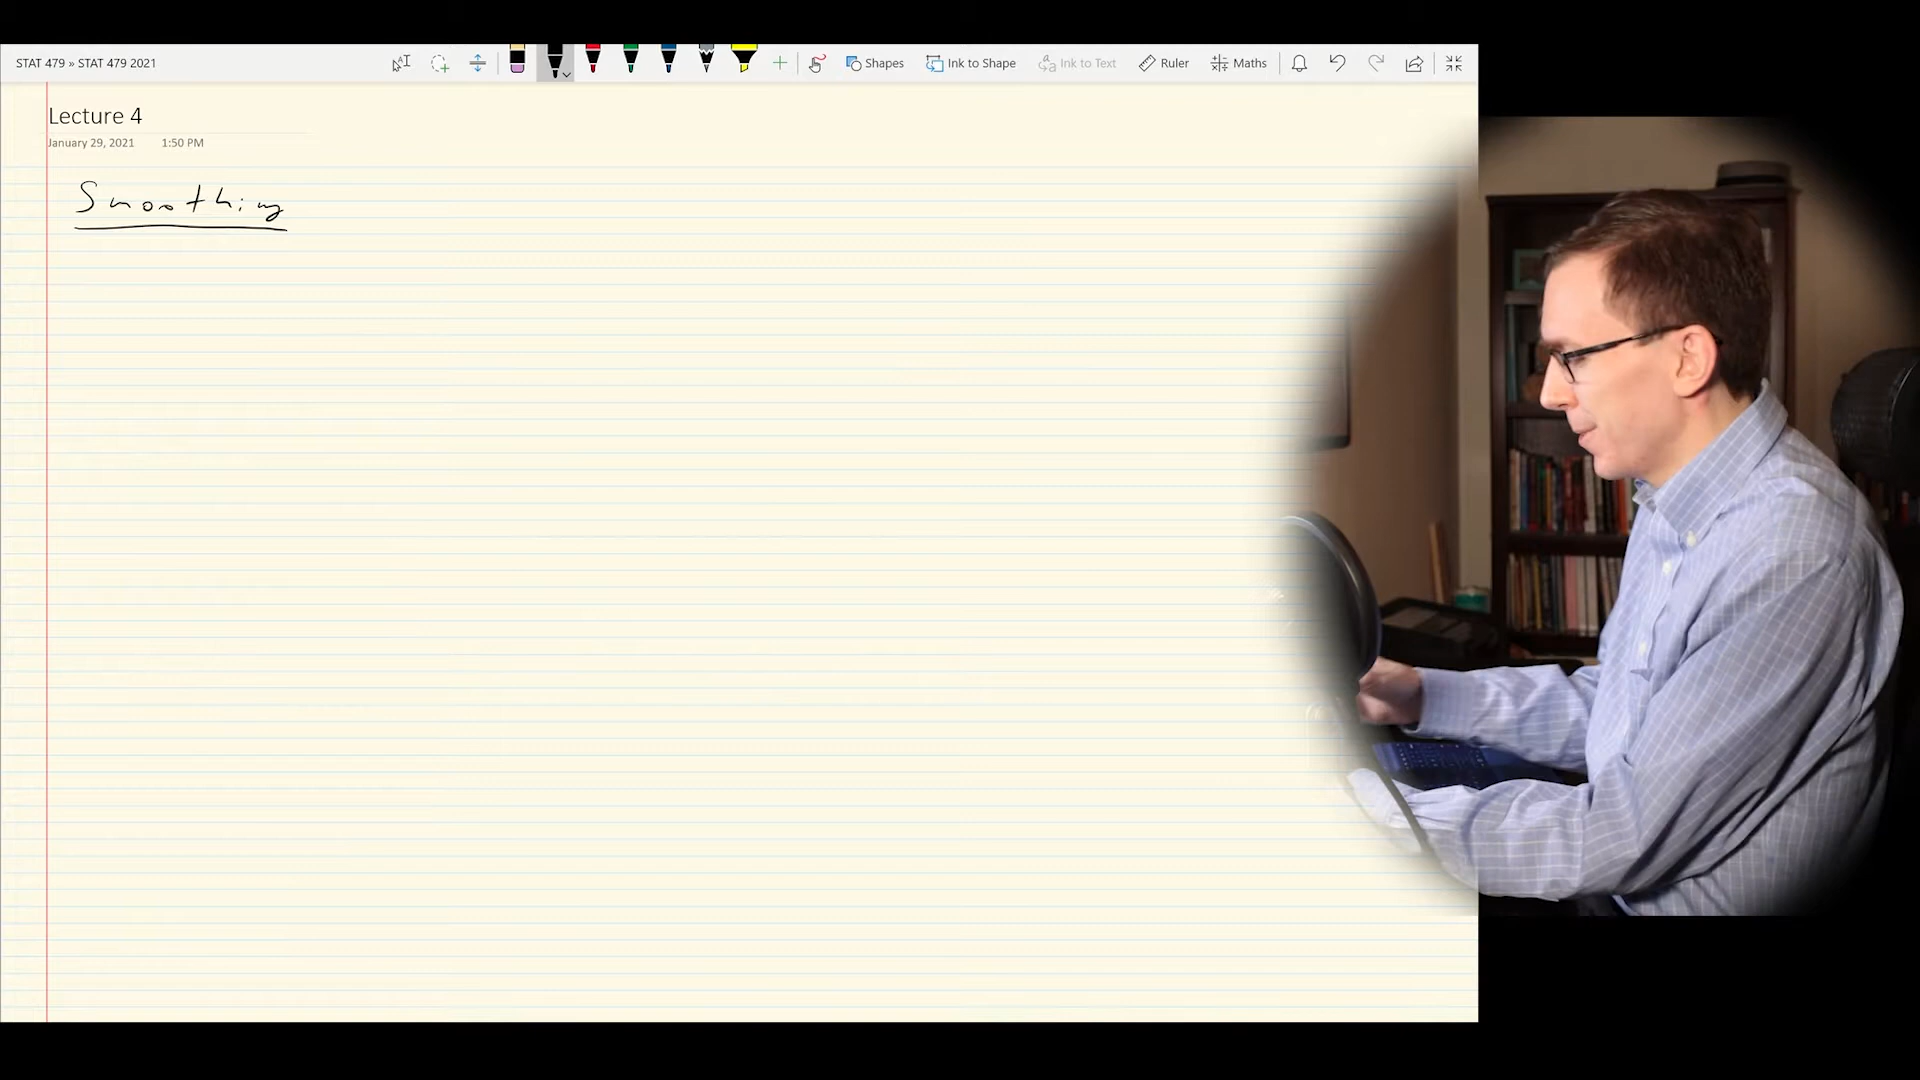 STAT 479 » STAT 479 2021
Shapes Ink to Shape Ink to Text Ruler Maths
Lecture 4
January 29, 2021 1:50 PM
Smoothing